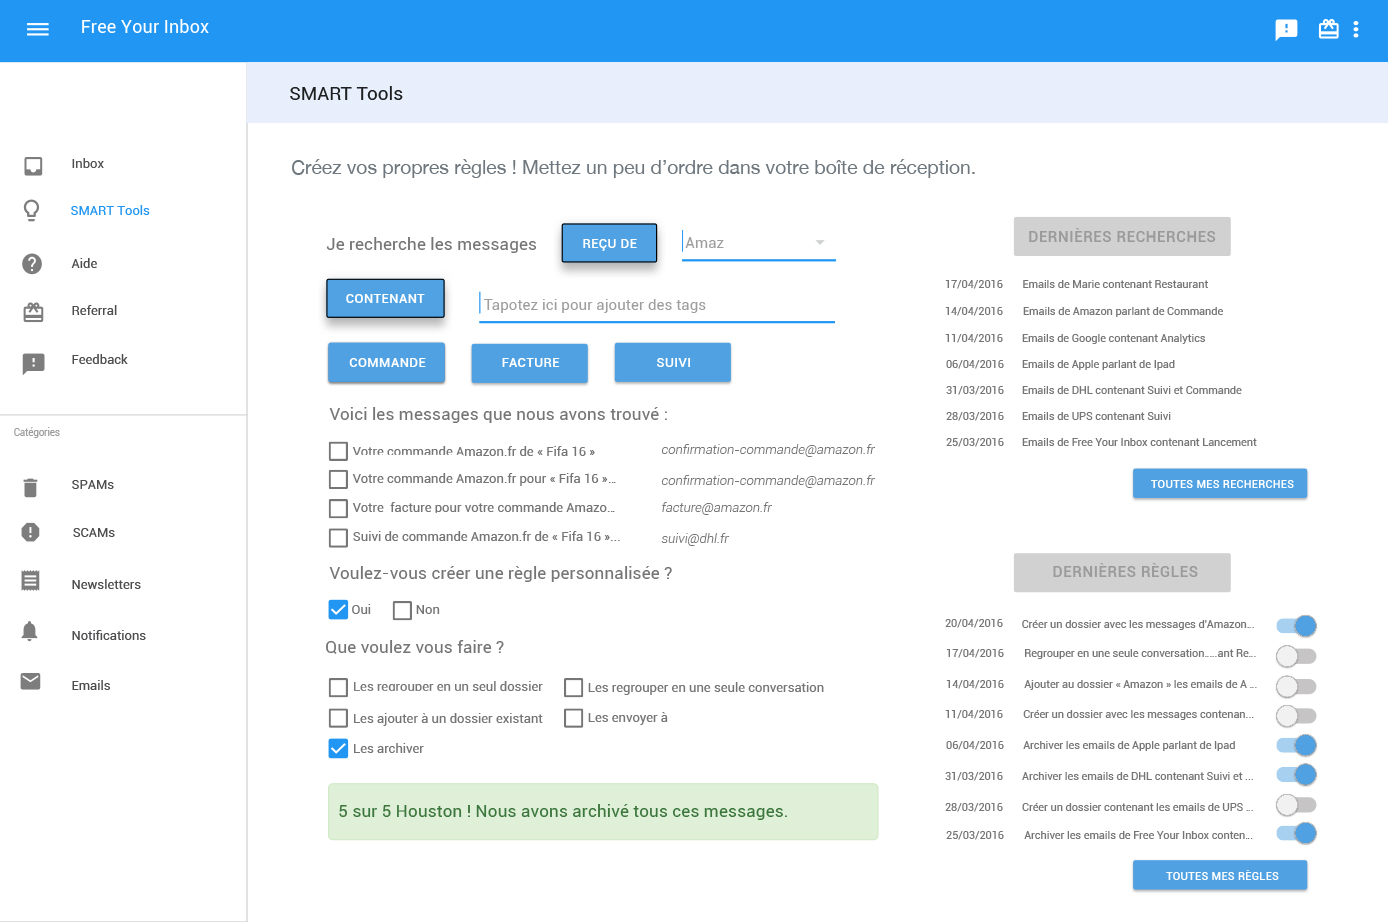 Free Your Inbox
SMART Tools
Inbox
SMART Tools
Aide
Referral
Feedback
Catégories
SPAMs
SCAMs
Newsletters
Notifications
Emails
Créez vos propres règles ! Mettez un peu d’ordre dans votre boîte de réception.
Je recherche les messages REÇU DE Amaz
CONTENANT Tapotez ici pour ajouter des tags
COMMANDE FACTURE SUIVI
Voici les messages que nous avons trouvé :
Votre commande Amazon.fr de « Fifa 16 » confirmation-commande@amazon.fr
Votre commande Amazon.fr pour « Fifa 16 »... confirmation-commande@amazon.fr
Votre facture pour votre commande Amazo... facture@amazon.fr
Suivi de commande Amazon.fr de « Fifa 16 »... suivi@dhl.fr
Voulez-vous créer une règle personnalisée ?
Oui Non
Que voulez vous faire ?
Les regrouper en un seul dossier Les regrouper en une seule conversation
Les ajouter à un dossier existant Les envoyer à
Les archiver
5 sur 5 Houston ! Nous avons archivé tous ces messages.
DERNIÈRES RECHERCHES
17/04/2016 Emails de Marie contenant Restaurant
14/04/2016 Emails de Amazon parlant de Commande
11/04/2016 Emails de Google contenant Analytics
06/04/2016 Emails de Apple parlant de Ipad
31/03/2016 Emails de DHL contenant Suivi et Commande
28/03/2016 Emails de UPS contenant Suivi
25/03/2016 Emails de Free Your Inbox contenant Lancement
TOUTES MES RECHERCHES
DERNIÈRES RÈGLES
20/04/2016 Créer un dossier avec les messages d'Amazon...
17/04/2016 Regrouper en une seule conversation.....ant Re...
14/04/2016 Ajouter au dossier « Amazon » les emails de A ...
11/04/2016 Créer un dossier avec les messages contenan...
06/04/2016 Archiver les emails de Apple parlant de Ipad
31/03/2016 Archiver les emails de DHL contenant Suivi et ...
28/03/2016 Créer un dossier contenant les emails de UPS ...
25/03/2016 Archiver les emails de Free Your Inbox conten...
TOUTES MES RÈGLES